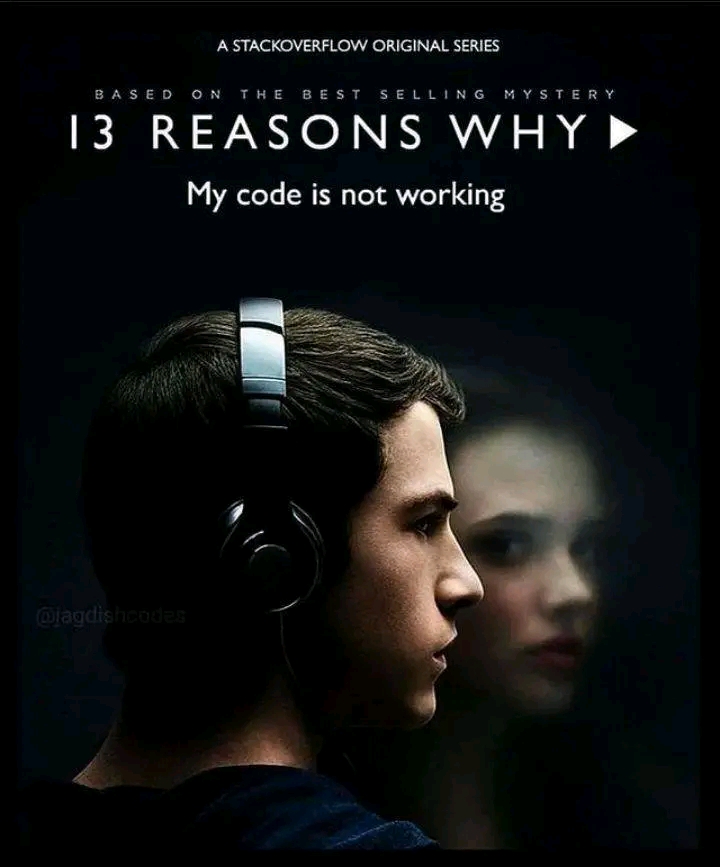 A STACKOVERFLOW ORIGINAL SERIES
BASED ON THE BEST SELLING MYSTERY
13 REASONS WHY
My code is not working
@jagdishcodes